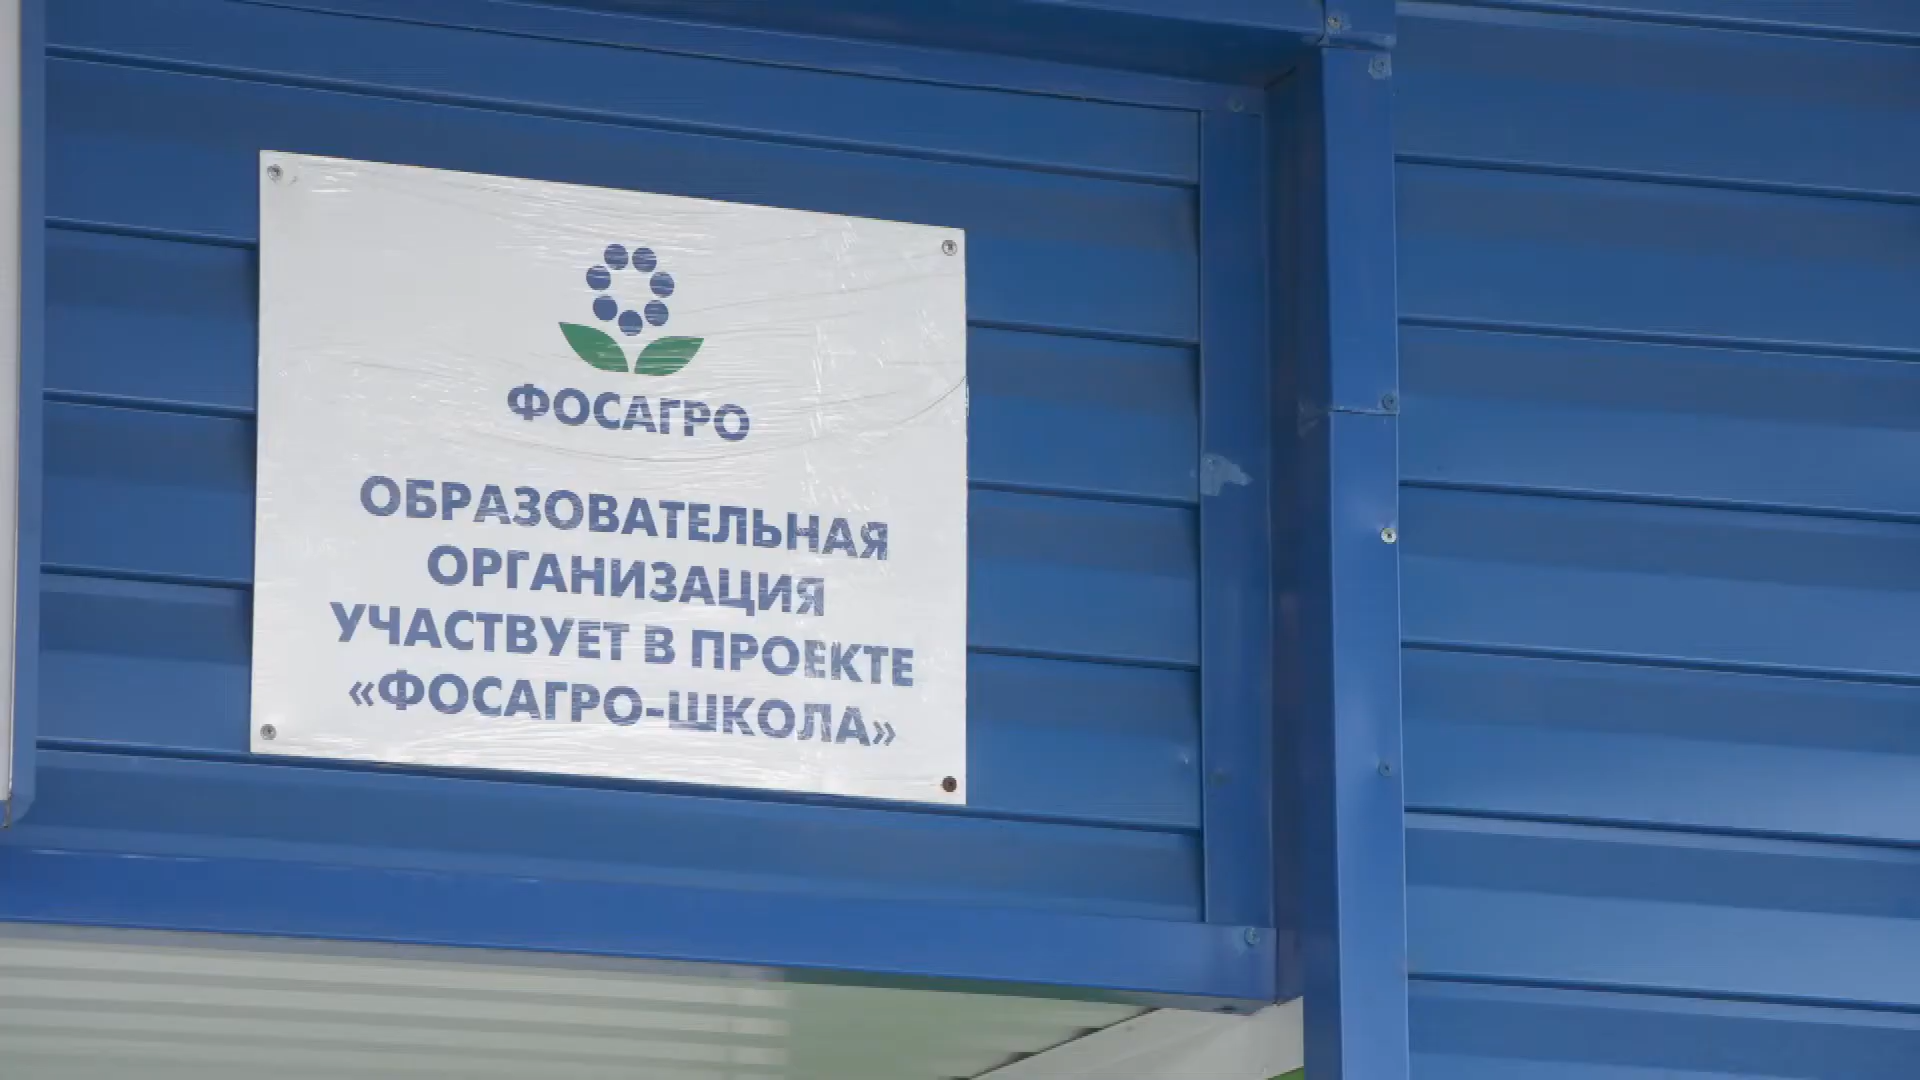 ФОСАГРО
ОБРАЗОВАТЕЛЬНАЯ
ОРГАНИЗАЦИЯ
УЧАСТВУЕТ В ПРОЕКТЕ
«ФОСАГРО-ШКОЛА»